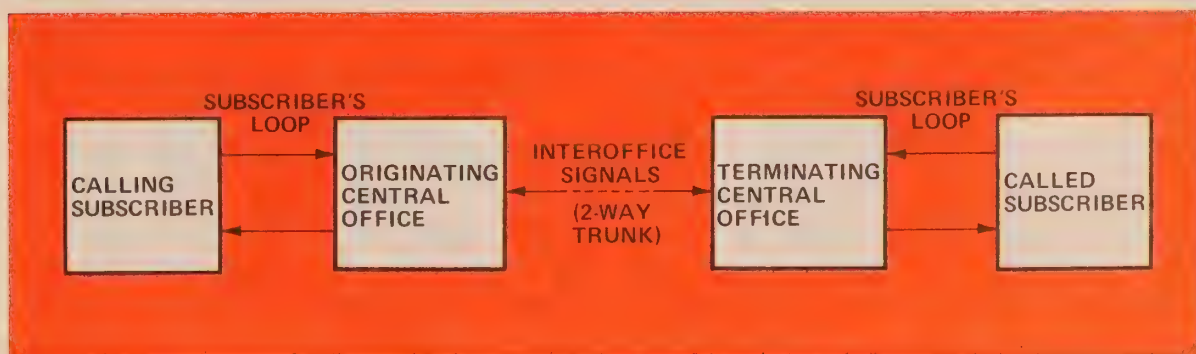 SUBSCRIBER'S
LOOP
CALLING
SUBSCRIBER
ORIGINATING
CENTRAL
OFFICE
INTEROFFICE
SIGNALS
(2-WAY
TRUNK)
TERMINATING
CENTRAL
OFFICE
SUBSCRIBER'S
LOOP
CALLED
SUBSCRIBER